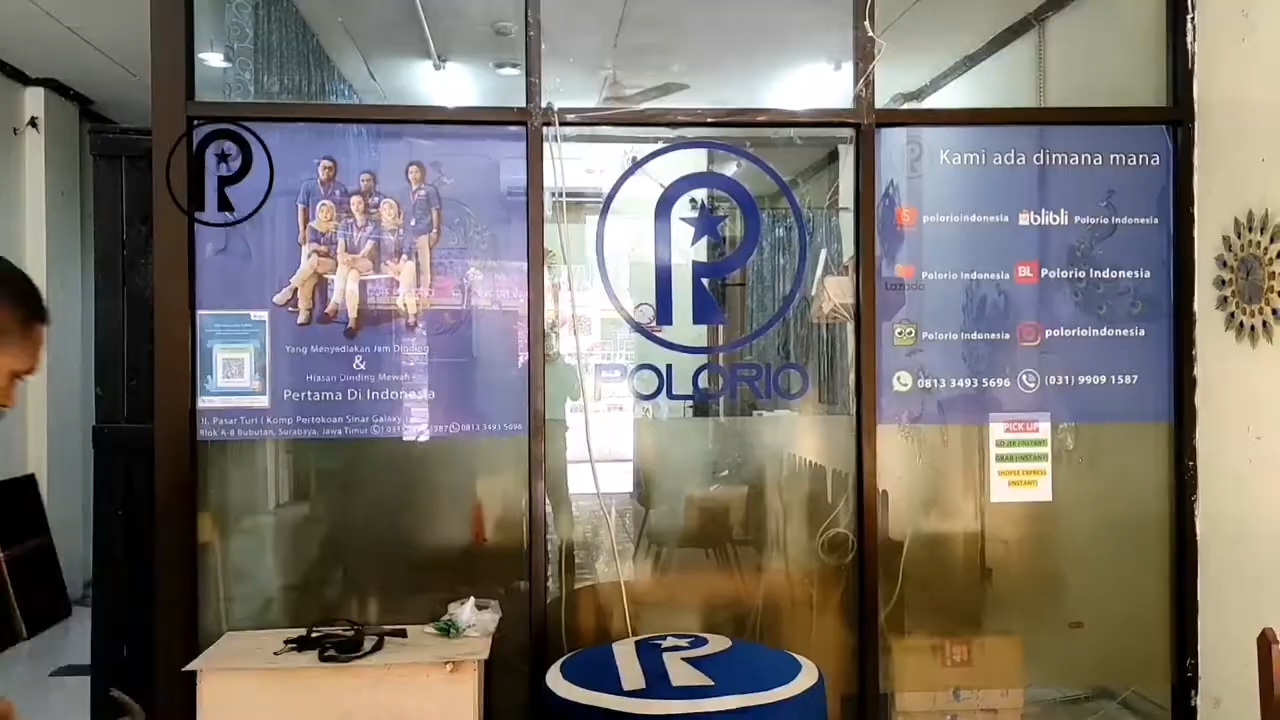 Yang Menyediakan Jam Dinding
&
Hiasan Dinding Mewah
Pertama Di Indonesia
Jl. Pasar Turi ( Komp Pertokoan Sinar Galaxy )
Blok A-8 Bubutan, Surabaya, Jawa Timur 0813 3493 5696
POLORIO
Kami ada dimana mana
polorioindonesia
blibli Polorio Indonesia
Lazada Polorio Indonesia
BL Polorio Indonesia
Polorio Indonesia
polorioindonesia
0813 3493 5696
(031) 9909 1587
PICK UP
GO JEK (INSTANT)
GRAB (INSTANT)
SHOPEE EXPRESS
(INSTANT)